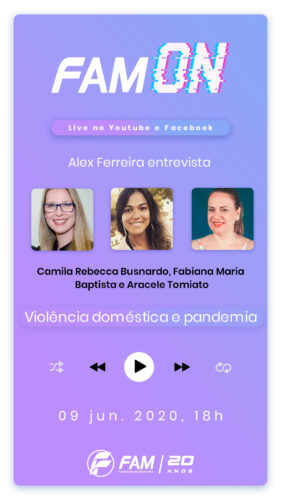 FAM ON
Live no Youtube e Facebook
Alex Ferreira entrevista
Camila Rebecca Busnardo, Fabiana Maria
Baptista e Aracele Tomiato
Violência doméstica e pandemia
09 jun. 2020, 18h
FAM 20
ANOS